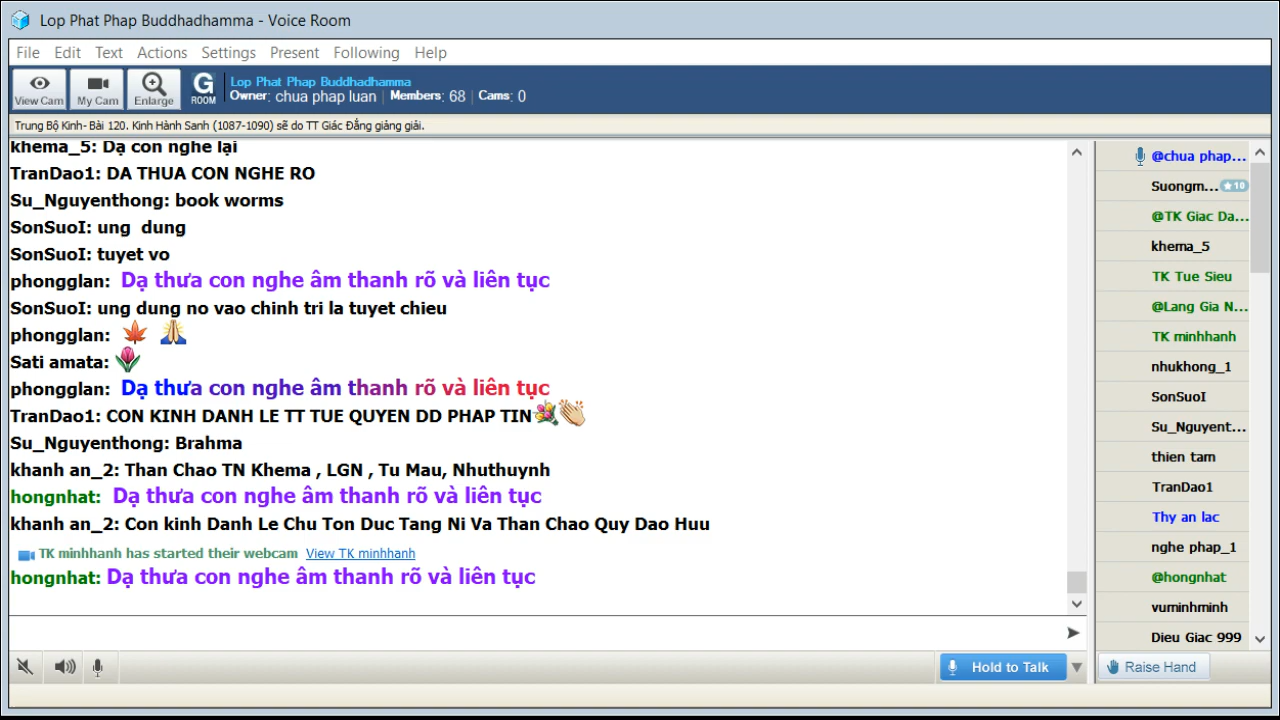 Lop Phat Phap Buddhadhamma - Voice Room
File Edit Text Actions Settings Present Following Help
View Cam My Cam Enlarge G ROOM
Lop Phat Phap Buddhadhamma
Owner: chua phap luan | Members: 68 | Cams: 0
Trung Bộ Kinh- Bài 120. Kinh Hành Sanh (1087-1090) sẽ do TT Giác Đẳng giảng giải.
khema_5: Dạ con nghe lại
TranDao1: DA THUA CON NGHE RO
Su_Nguyenthong: book worms
SonSuoI: ung dung
SonSuoI: tuyet vo
phongglan: Dạ thưa con nghe âm thanh rõ và liên tục
SonSuoI: ung dung no vao chinh tri la tuyet chieu
phongglan:
Sati amata:
phongglan: Dạ thưa con nghe âm thanh rõ và liên tục
TranDao1: CON KINH DANH LE TT TUE QUYEN DD PHAP TIN
Su_Nguyenthong: Brahma
khanh an_2: Than Chao TN Khema , LGN , Tu Mau, Nhuthuynh
hongnhat: Dạ thưa con nghe âm thanh rõ và liên tục
khanh an_2: Con kinh Danh Le Chu Ton Duc Tang Ni Va Than Chao Quy Dao Huu
TK minhhanh has started their webcam View TK minhhanh
hongnhat: Dạ thưa con nghe âm thanh rõ và liên tục
Hold to Talk
@chua phap...
Suongm... ★10
@TK Giac Da...
khema_5
TK Tue Sieu
@Lang Gia N...
TK minhhanh
nhukhong_1
SonSuoI
Su_Nguyent...
thien tam
TranDao1
Thy an lac
nghe phap_1
@hongnhat
vuminhminh
Dieu Giac 999
Raise Hand